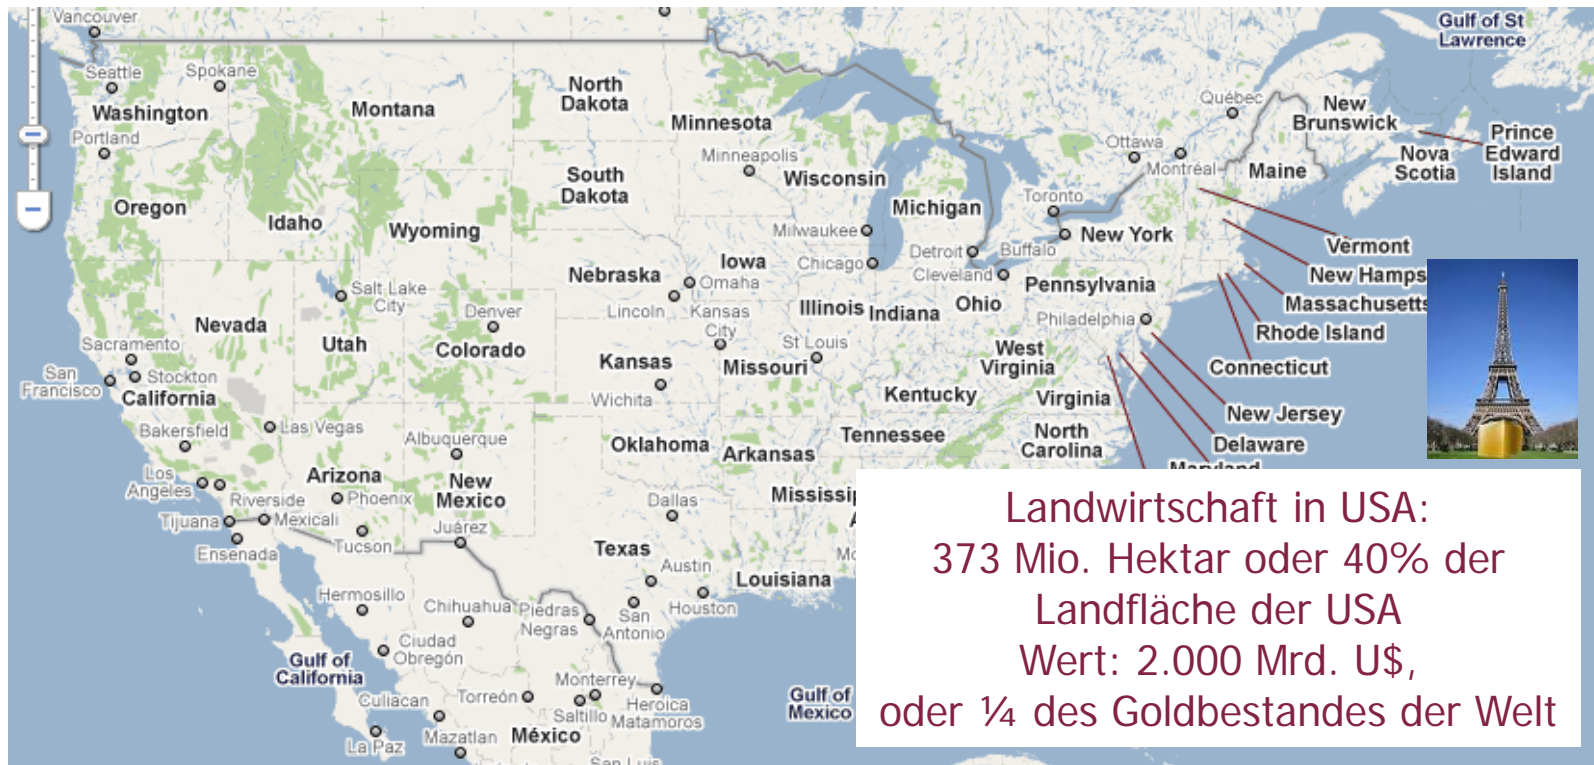 Vancouver
Gulf of St
Lawrence
Seattle
Spokane
Washington
Portland
Montana
North
Dakota
Minnesota
Minneapolis
Québec
New
Brunswick
Prince
Edward
Island
Ottawa
Montréal
Maine
Nova
Scotia
Oregon
Idaho
Wyoming
South
Dakota
Wisconsin
Michigan
Toronto
Milwaukee
Detroit
Buffalo
New York
Vermont
Chicago
Cleveland
Iowa
Nebraska
Omaha
New Hamps
Salt Lake
City
Lincoln
Kansas
City
Illinois
Indiana
Ohio
Pennsylvania
Massachusetts
Denver
Philadelphia
Rhode Island
Nevada
Utah
Colorado
Sacramento
St Louis
Kansas
Missouri
West
Virginia
Connecticut
San
Francisco
Stockton
California
Wichita
Kentucky
Virginia
New Jersey
Bakersfield
Las Vegas
Albuquerque
Oklahoma
Arkansas
Tennessee
North
Carolina
Delaware
Maryland
Los
Angeles
Riverside
Arizona
Phoenix
New
Mexico
Dallas
Mississip
A
Tijuana
Mexicali
Ensenada
Tucson
Juárez
Texas
Austin
Mo
Louisiana
Hermosillo
Chihuahua
Piedras
Negras
San
Antonio
Houston
Gulf of
California
Ciudad
Obregón
Culiacan
Torreón
Monterrey
Saltillo
Heroica
Matamoros
Gulf of
Mexico
La Paz
Mazatlan
México
San Luis
Landwirtschaft in USA:
373 Mio. Hektar oder 40% der
Landfläche der USA
Wert: 2.000 Mrd. U$,
oder ¼ des Goldbestandes der Welt